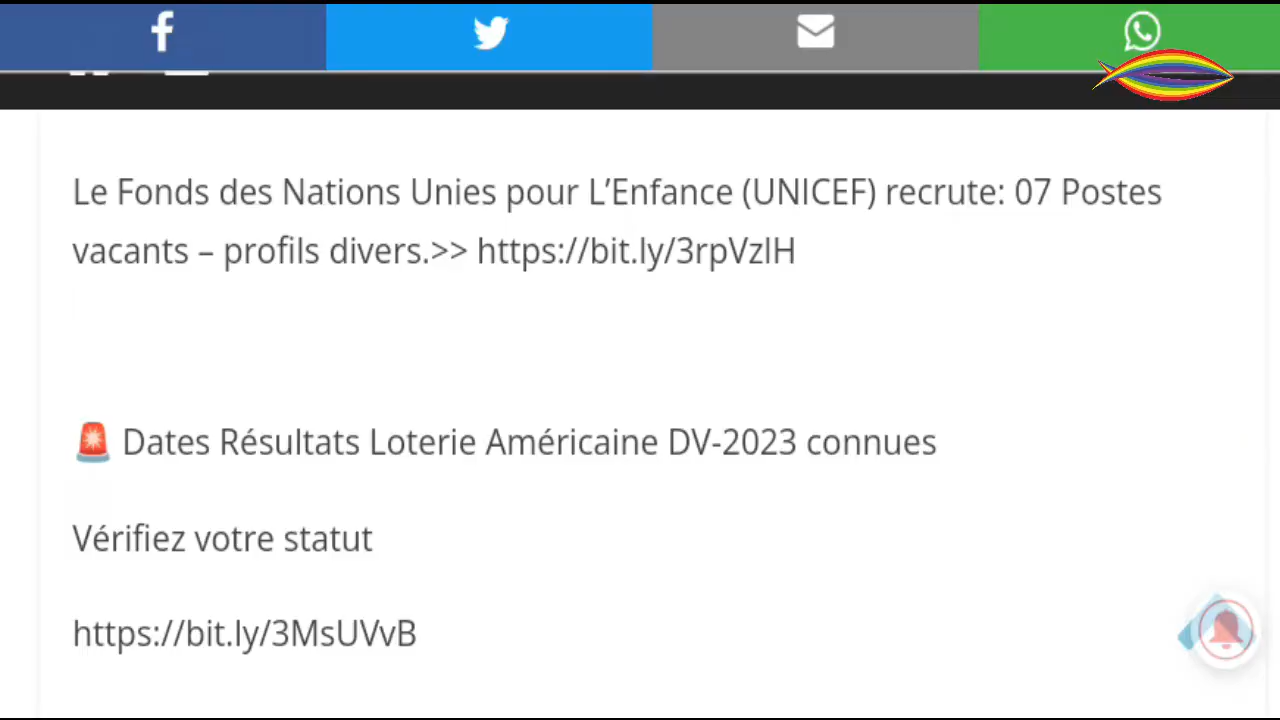 Le Fonds des Nations Unies pour L’Enfance (UNICEF) recrute: 07 Postes
vacants – profils divers.>> https://bit.ly/3rpVzlH
🚨 Dates Résultats Loterie Américaine DV-2023 connues
Vérifiez votre statut
https://bit.ly/3MsUVvB